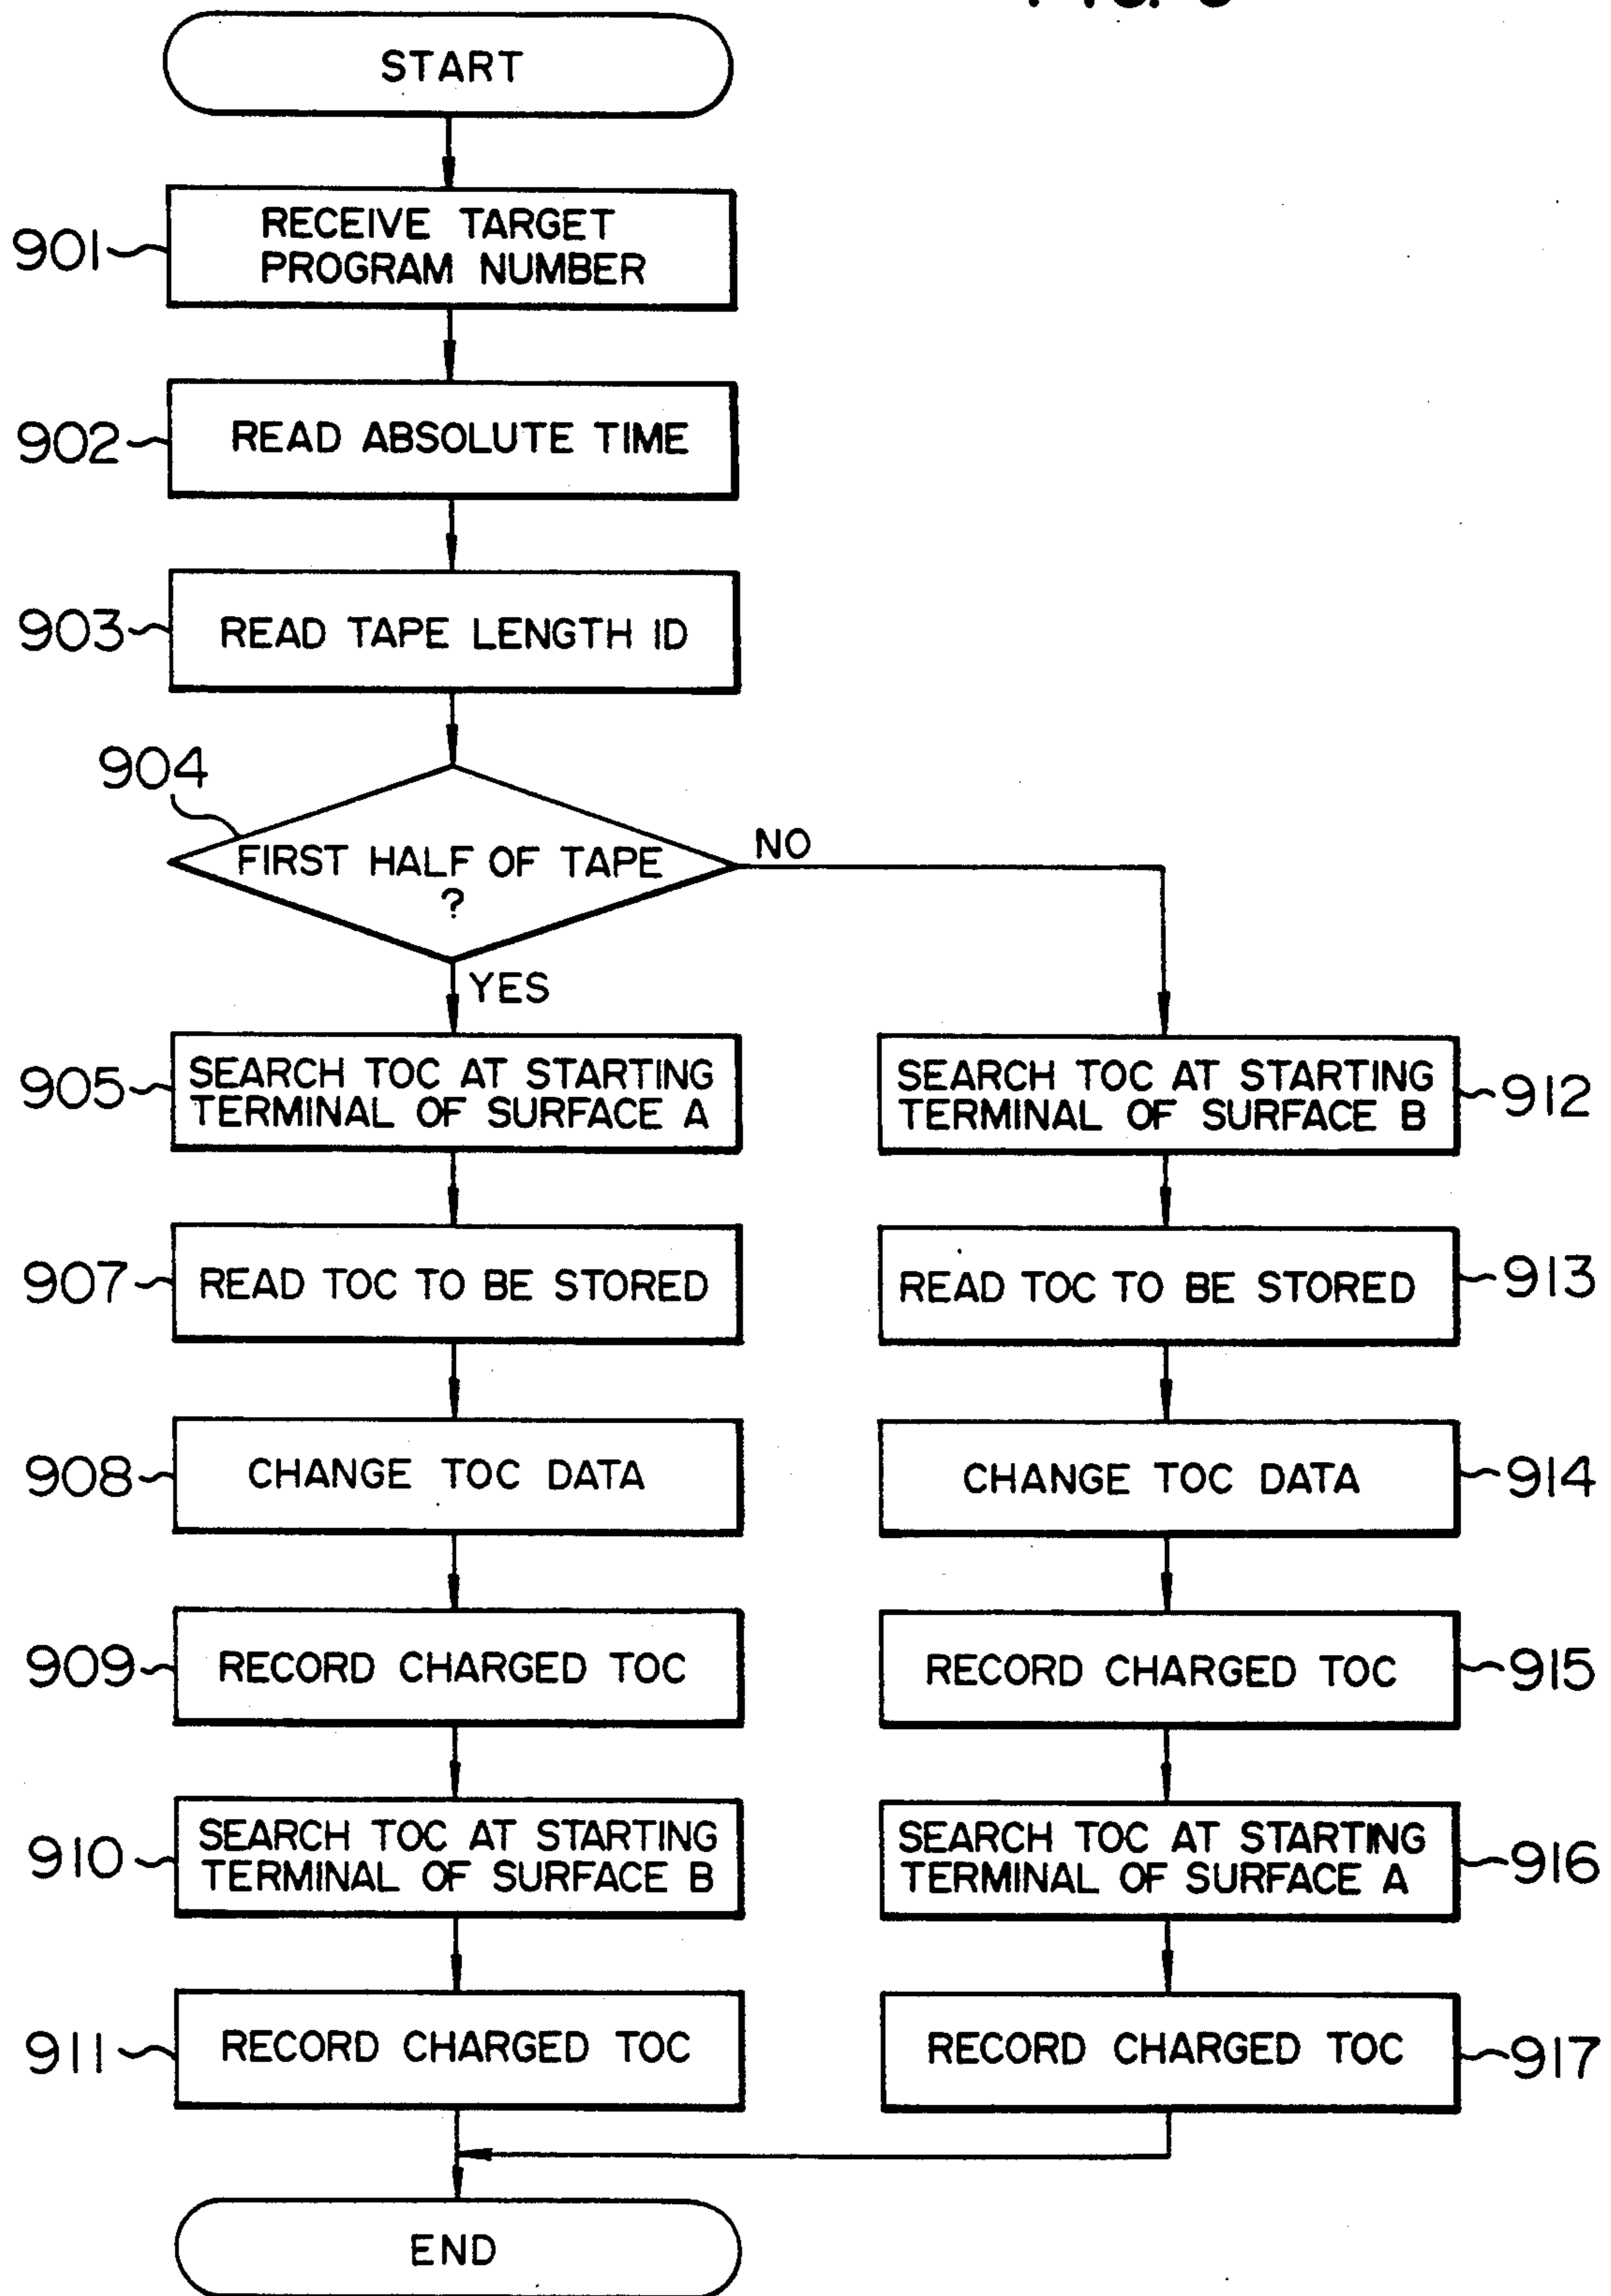 START
901
RECEIVE TARGET
PROGRAM NUMBER
902
READ ABSOLUTE TIME
903
READ TAPE LENGTH ID
904
FIRST HALF OF TAPE
?
NO
YES
905
SEARCH TOC AT STARTING
TERMINAL OF SURFACE A
SEARCH TOC AT STARTING
TERMINAL OF SURFACE B
912
907
READ TOC TO BE STORED
READ TOC TO BE STORED
913
908
CHANGE TOC DATA
CHANGE TOC DATA
914
909
RECORD CHARGED TOC
RECORD CHARGED TOC
915
910
SEARCH TOC AT STARTING
TERMINAL OF SURFACE B
SEARCH TOC AT STARTING
TERMINAL OF SURFACE A
916
911
RECORD CHARGED TOC
RECORD CHARGED TOC
917
END